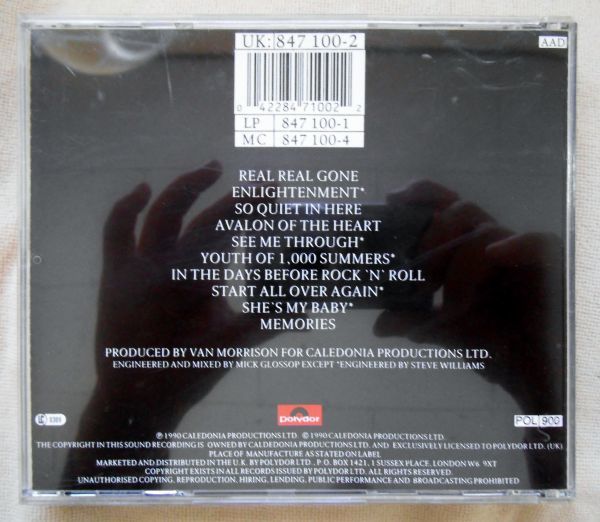 UK: 847 100-2
AAD
0 42284 71002 2
LP 847 100-1
MC 847 100-4
REAL REAL GONE
ENLIGHTENMENT*
SO QUIET IN HERE
AVALON OF THE HEART
SEE ME THROUGH*
YOUTH OF 1,000 SUMMERS*
IN THE DAYS BEFORE ROCK 'N' ROLL
START ALL OVER AGAIN*
SHE'S MY BABY*
MEMORIES
PRODUCED BY VAN MORRISON FOR CALEDONIA PRODUCTIONS LTD.
ENGINEERED AND MIXED BY MICK GLOSSOP EXCEPT *ENGINEERED BY STEVE WILLIAMS
polydor
POL 900
℗ 1990 CALEDONIA PRODUCTIONS LTD. © 1990 CALEDONIA PRODUCTIONS LTD.
THE COPYRIGHT IN THIS SOUND RECORDING IS OWNED BY CALEDONIA PRODUCTIONS LTD. AND EXCLUSIVELY LICENSED TO POLYDOR LTD. (UK)
PLACE OF MANUFACTURE AS STATED ON LABEL
MARKETED AND DISTRIBUTED IN THE U.K. BY POLYDOR LTD., P.O. BOX 1421, 1 SUSSEX PLACE, LONDON W6 9XT
COPYRIGHT EXISTS IN ALL RECORDS ISSUED BY POLYDOR LTD. ALL RIGHTS RESERVED.
UNAUTHORISED COPYING, REPRODUCTION, HIRING, LENDING, PUBLIC PERFORMANCE AND BROADCASTING PROHIBITED